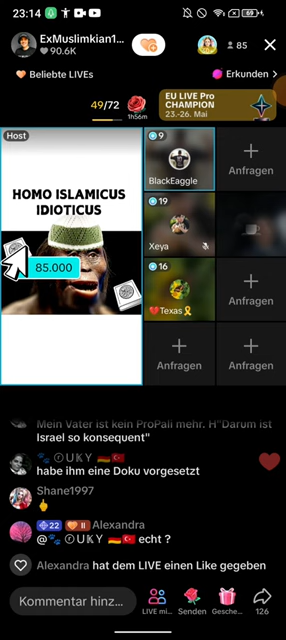 23:14
ExMuslimkian1...
90.6K
85
Beliebte LIVEs
Erkunden >
49/72
1h56m
EU LIVE Pro
CHAMPION
23.-26. Mai
Host
HOMO ISLAMICUS
IDIOTICUS
85.000
9
BlackEaggle
Anfragen
19
Xeya
16
❤️Texas🎗
Anfragen
Anfragen
Anfragen
Mein Vater ist kein ProPali mehr. H"Darum ist
Israel so konsequent"
🐾 ⓡ𝕌𝕂𝕐 🇩🇪🇹🇷
habe ihm eine Doku vorgesetzt
Shane1997
👆
22 II Alexandra
@🐾 ⓡ𝕌𝕂𝕐 🇩🇪🇹🇷 echt ?
Alexandra hat dem LIVE einen Like gegeben
Kommentar hinz...
LIVE mi...
Senden
Gesche...
126